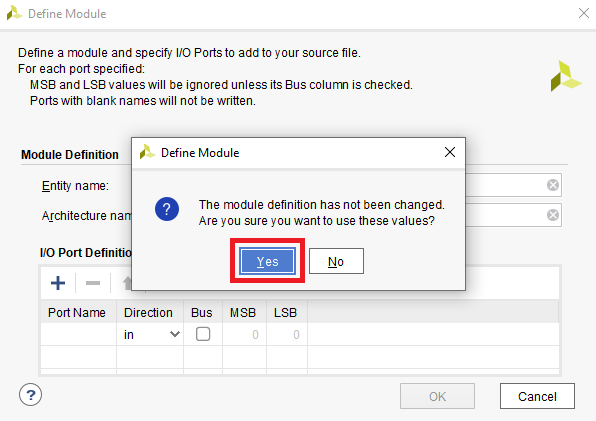 Define Module
Define a module and specify I/O Ports to add to your source file.
For each port specified:
MSB and LSB values will be ignored unless its Bus column is checked.
Ports with blank names will not be written.
Module Definition
Entity name:
Architecture nam
I/O Port Definitio
Define Module
The module definition has not been changed.
Are you sure you want to use these values?
Yes No
Port Name Direction Bus MSB LSB
in 0 0
? OK Cancel